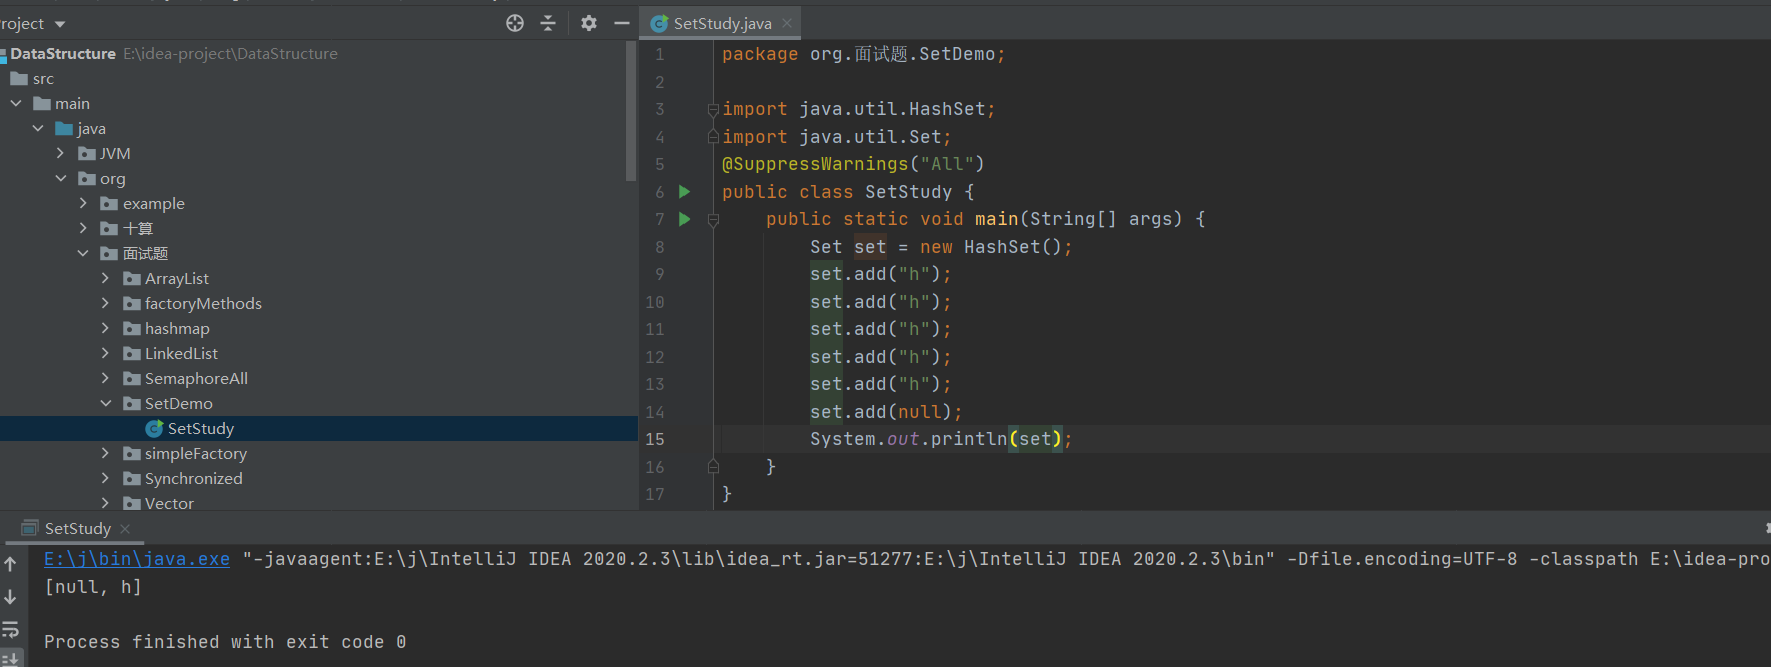 roject
DataStructure E:\idea-project\DataStructure
src
main
java
JVM
org
example
十算
面试题
ArrayList
factoryMethods
hashmap
LinkedList
SemaphoreAll
SetDemo
SetStudy
simpleFactory
Synchronized
Vector
SetStudy.java
1 package org.面试题.SetDemo;
2
3 import java.util.HashSet;
4 import java.util.Set;
5 @SuppressWarnings("All")
6 public class SetStudy {
7 public static void main(String[] args) {
8 Set set = new HashSet();
9 set.add("h");
10 set.add("h");
11 set.add("h");
12 set.add("h");
13 set.add("h");
14 set.add(null);
15 System.out.println(set);
16 }
17 }
SetStudy
E:\j\bin\java.exe "-javaagent:E:\j\IntelliJ IDEA 2020.2.3\lib\idea_rt.jar=51277:E:\j\IntelliJ IDEA 2020.2.3\bin" -Dfile.encoding=UTF-8 -classpath E:\idea-pro
[null, h]
Process finished with exit code 0